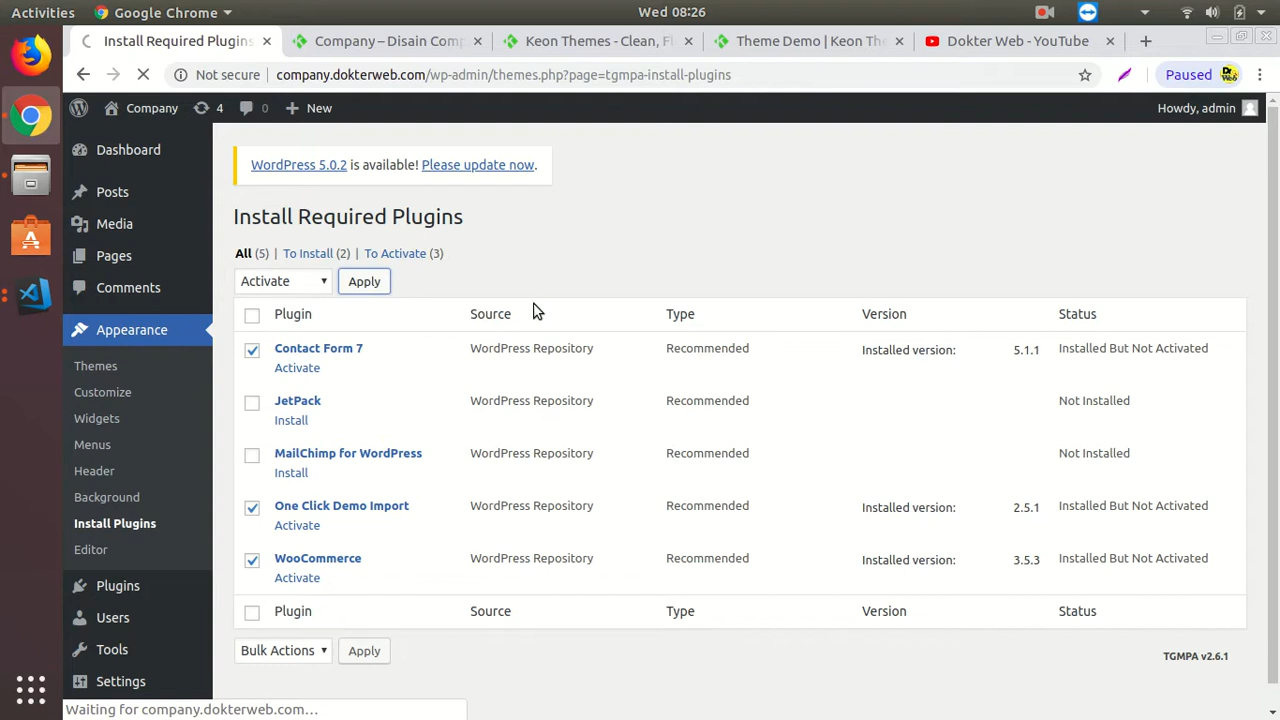 Activities
Google Chrome
Wed 08:26
Install Required Plugins
Company – Disain Comp
Keon Themes - Clean, Fl
Theme Demo | Keon The
Dokter Web - YouTube
Not secure
company.dokterweb.com/wp-admin/themes.php?page=tgmpa-install-plugins
Paused
Company
4
0
New
Howdy, admin
Dashboard
Posts
Media
Pages
Comments
Appearance
Themes
Customize
Widgets
Menus
Header
Background
Install Plugins
Editor
Plugins
Users
Tools
Settings
WordPress 5.0.2 is available! Please update now.
Install Required Plugins
All (5) | To Install (2) | To Activate (3)
Activate Apply
Plugin Source Type Version Status
Contact Form 7 WordPress Repository Recommended Installed version: 5.1.1 Installed But Not Activated
Activate
JetPack WordPress Repository Recommended Not Installed
Install
MailChimp for WordPress WordPress Repository Recommended Not Installed
Install
One Click Demo Import WordPress Repository Recommended Installed version: 2.5.1 Installed But Not Activated
Activate
WooCommerce WordPress Repository Recommended Installed version: 3.5.3 Installed But Not Activated
Activate
Plugin Source Type Version Status
Bulk Actions Apply
TGMPA v2.6.1
Waiting for company.dokterweb.com…